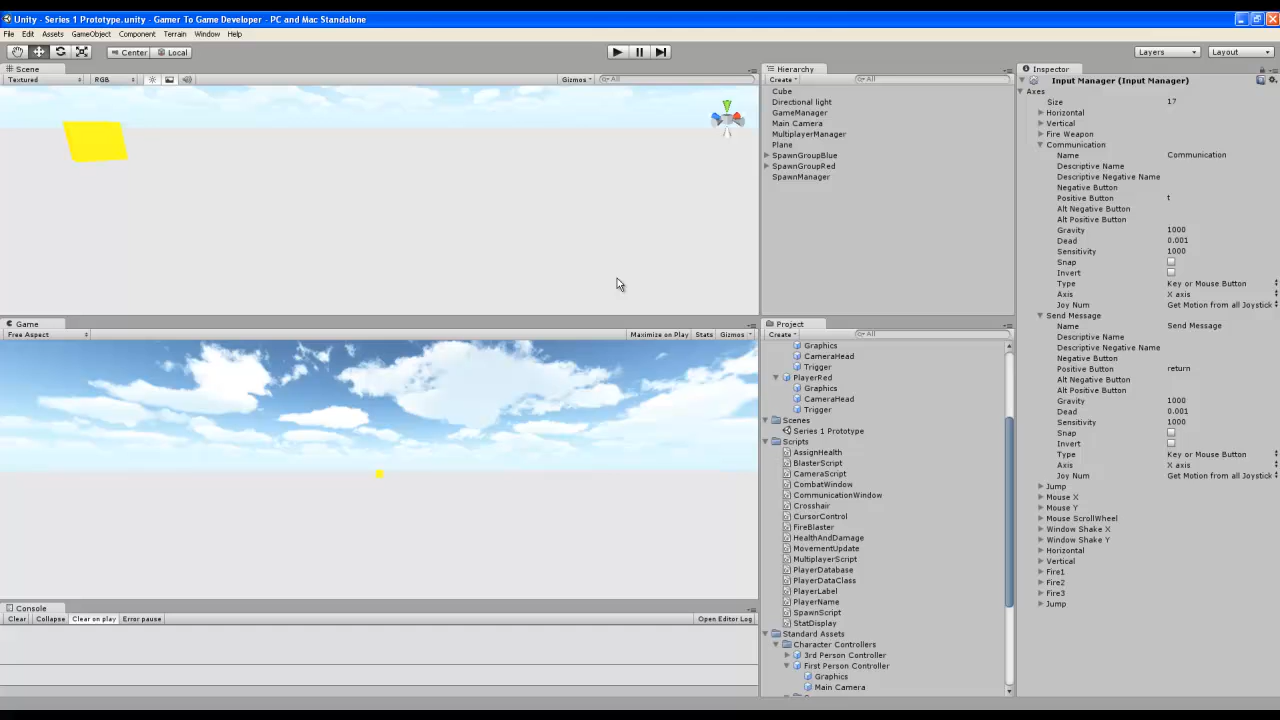 Unity - Series 1 Prototype.unity - Gamer To Game Developer - PC and Mac Standalone
File Edit Assets GameObject Component Terrain Window Help
Center Local Layers Layout
Scene
Textured RGB Gizmos All
Game
Free Aspect Maximize on Play Stats Gizmos
Console
Clear Collapse Clear on play Error pause Open Editor Log
Hierarchy
Create All
Cube
Directional light
GameManager
Main Camera
MultiplayerManager
Plane
SpawnGroupBlue
SpawnGroupRed
SpawnManager
Project
Create All
Graphics
CameraHead
Trigger
PlayerRed
Graphics
CameraHead
Trigger
Scenes
Series 1 Prototype
Scripts
AssignHealth
BlasterScript
CameraScript
CombatWindow
CommunicationWindow
Crosshair
CursorControl
FireBlaster
HealthAndDamage
MovementUpdate
MultiplayerScript
PlayerDatabase
PlayerDataClass
PlayerLabel
PlayerName
SpawnScript
StatDisplay
Standard Assets
Character Controllers
3rd Person Controller
First Person Controller
Graphics
Main Camera
Inspector
Input Manager (Input Manager)
Axes
Size 17
Horizontal
Vertical
Fire Weapon
Communication
Name Communication
Descriptive Name
Descriptive Negative Name
Negative Button
Positive Button t
Alt Negative Button
Alt Positive Button
Gravity 1000
Dead 0.001
Sensitivity 1000
Snap
Invert
Type Key or Mouse Button
Axis X axis
Joy Num Get Motion from all Joystick
Send Message
Name Send Message
Descriptive Name
Descriptive Negative Name
Negative Button
Positive Button return
Alt Negative Button
Alt Positive Button
Gravity 1000
Dead 0.001
Sensitivity 1000
Snap
Invert
Type Key or Mouse Button
Axis X axis
Joy Num Get Motion from all Joystick
Jump
Mouse X
Mouse Y
Mouse ScrollWheel
Window Shake X
Window Shake Y
Horizontal
Vertical
Fire1
Fire2
Fire3
Jump